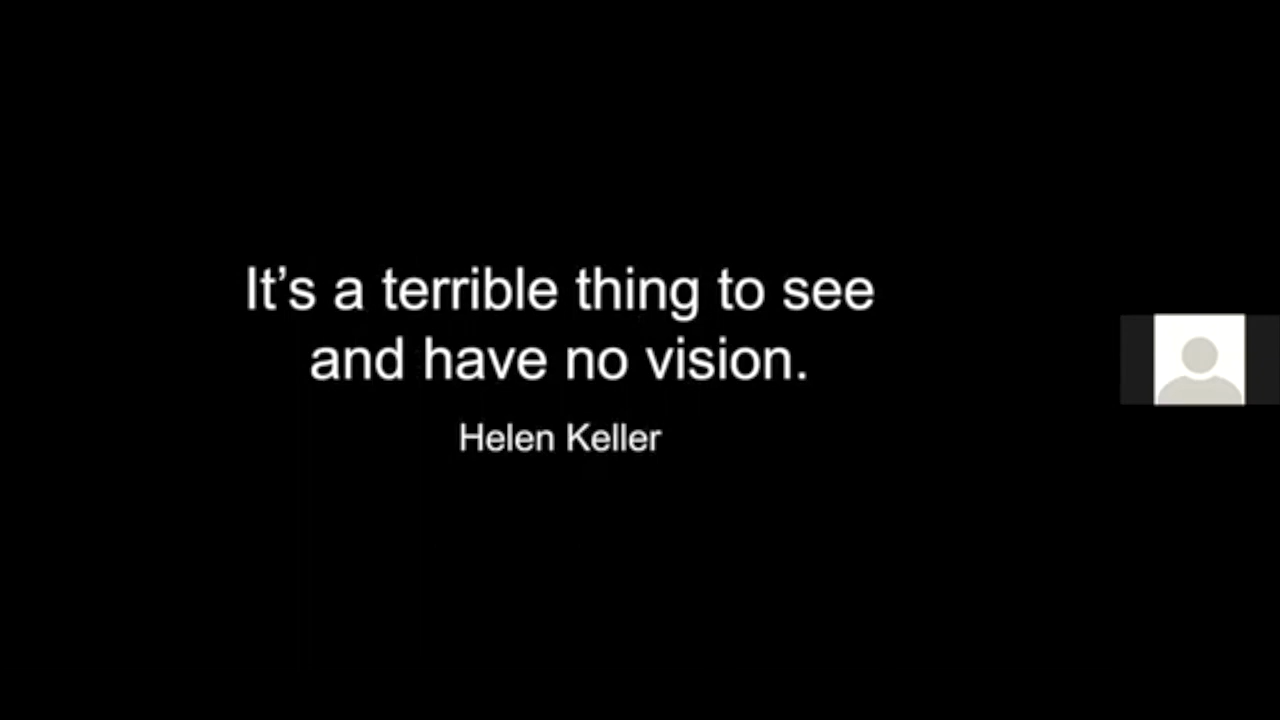 It’s a terrible thing to see
and have no vision.
Helen Keller